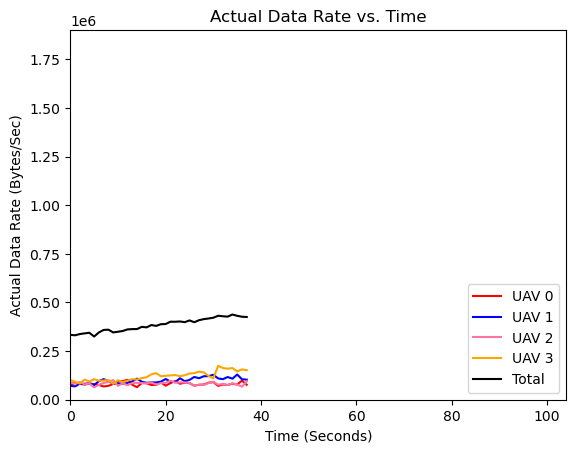 Actual Data Rate vs. Time
1e6
1.75
1.50
1.25
1.00
0.75
0.50
0.25
0.00
Actual Data Rate (Bytes/Sec)
0 20 40 60 80 100
Time (Seconds)
UAV 0
UAV 1
UAV 2
UAV 3
Total